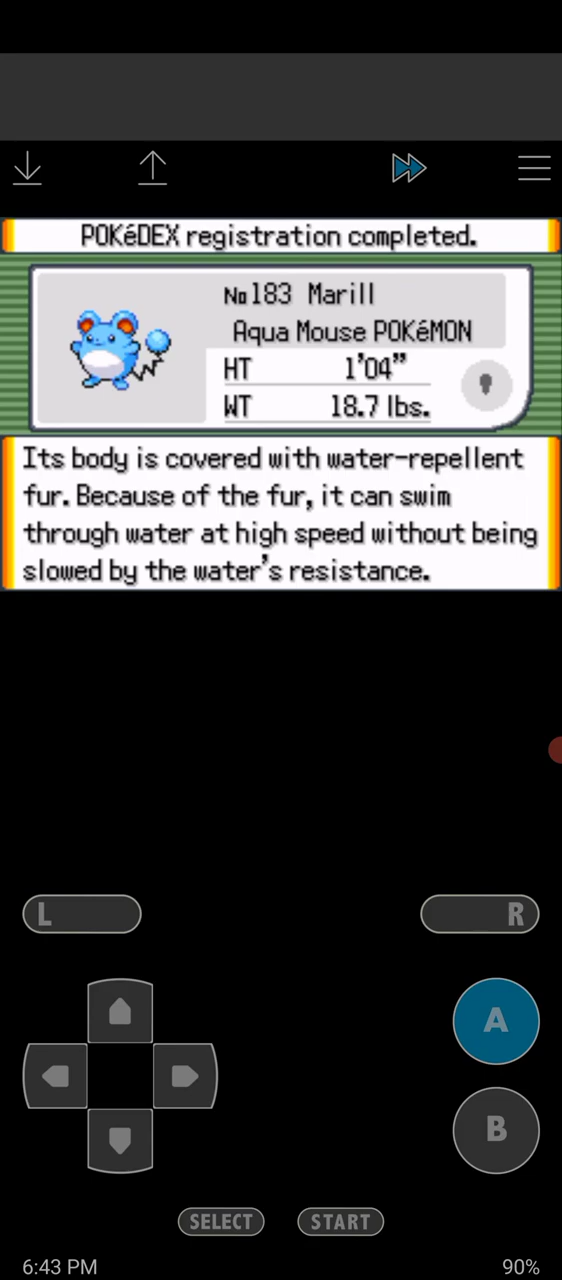 POKéDEX registration completed.
№183 Marill
Aqua Mouse POKéMON
HT 1'04”
WT 18.7 lbs.
Its body is covered with water-repellent
fur. Because of the fur, it can swim
through water at high speed without being
slowed by the water's resistance.
L
R
A
B
SELECT START
6:43 PM 90%